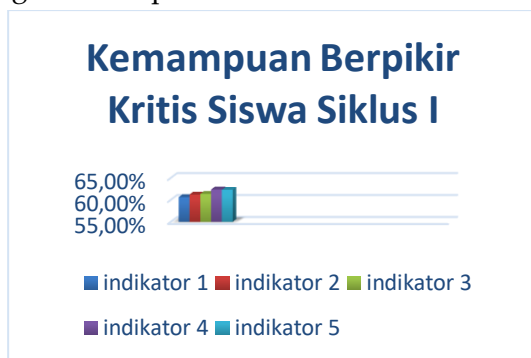 Kemampuan Berpikir
Kritis Siswa Siklus I
65,00%
60,00%
55,00%
indikator 1 indikator 2 indikator 3
indikator 4 indikator 5